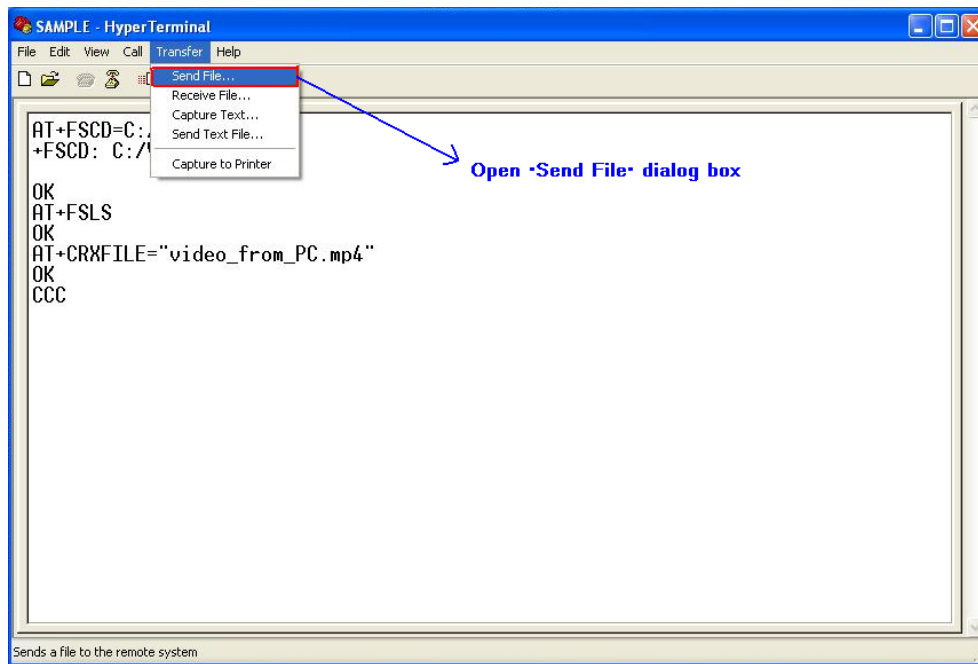 SAMPLE - HyperTerminal
File Edit View Call Transfer Help
Send File...
Receive File...
Capture Text...
Send Text File...
Capture to Printer
Open "Send File" dialog box
AT+FSCD=C:/
+FSCD: C:/
OK
AT+FSLS
OK
AT+CRXFILE="video_from_PC.mp4"
OK
CCC
Sends a file to the remote system